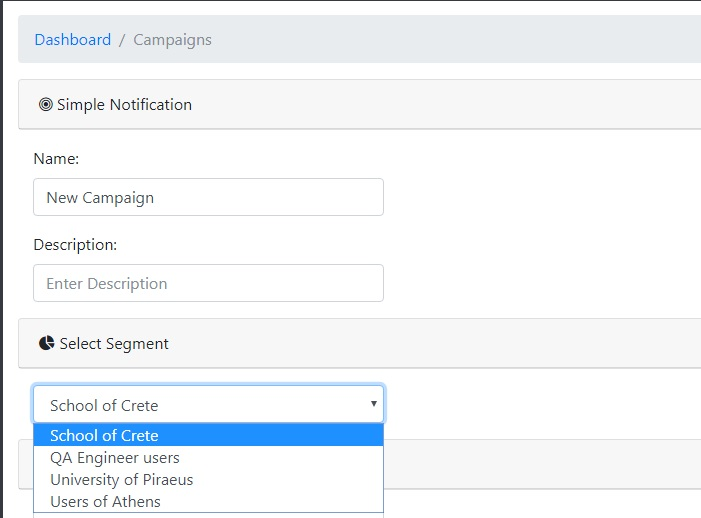 Dashboard / Campaigns
Simple Notification
Name:
New Campaign
Description:
Enter Description
Select Segment
School of Crete
School of Crete
QA Engineer users
University of Piraeus
Users of Athens